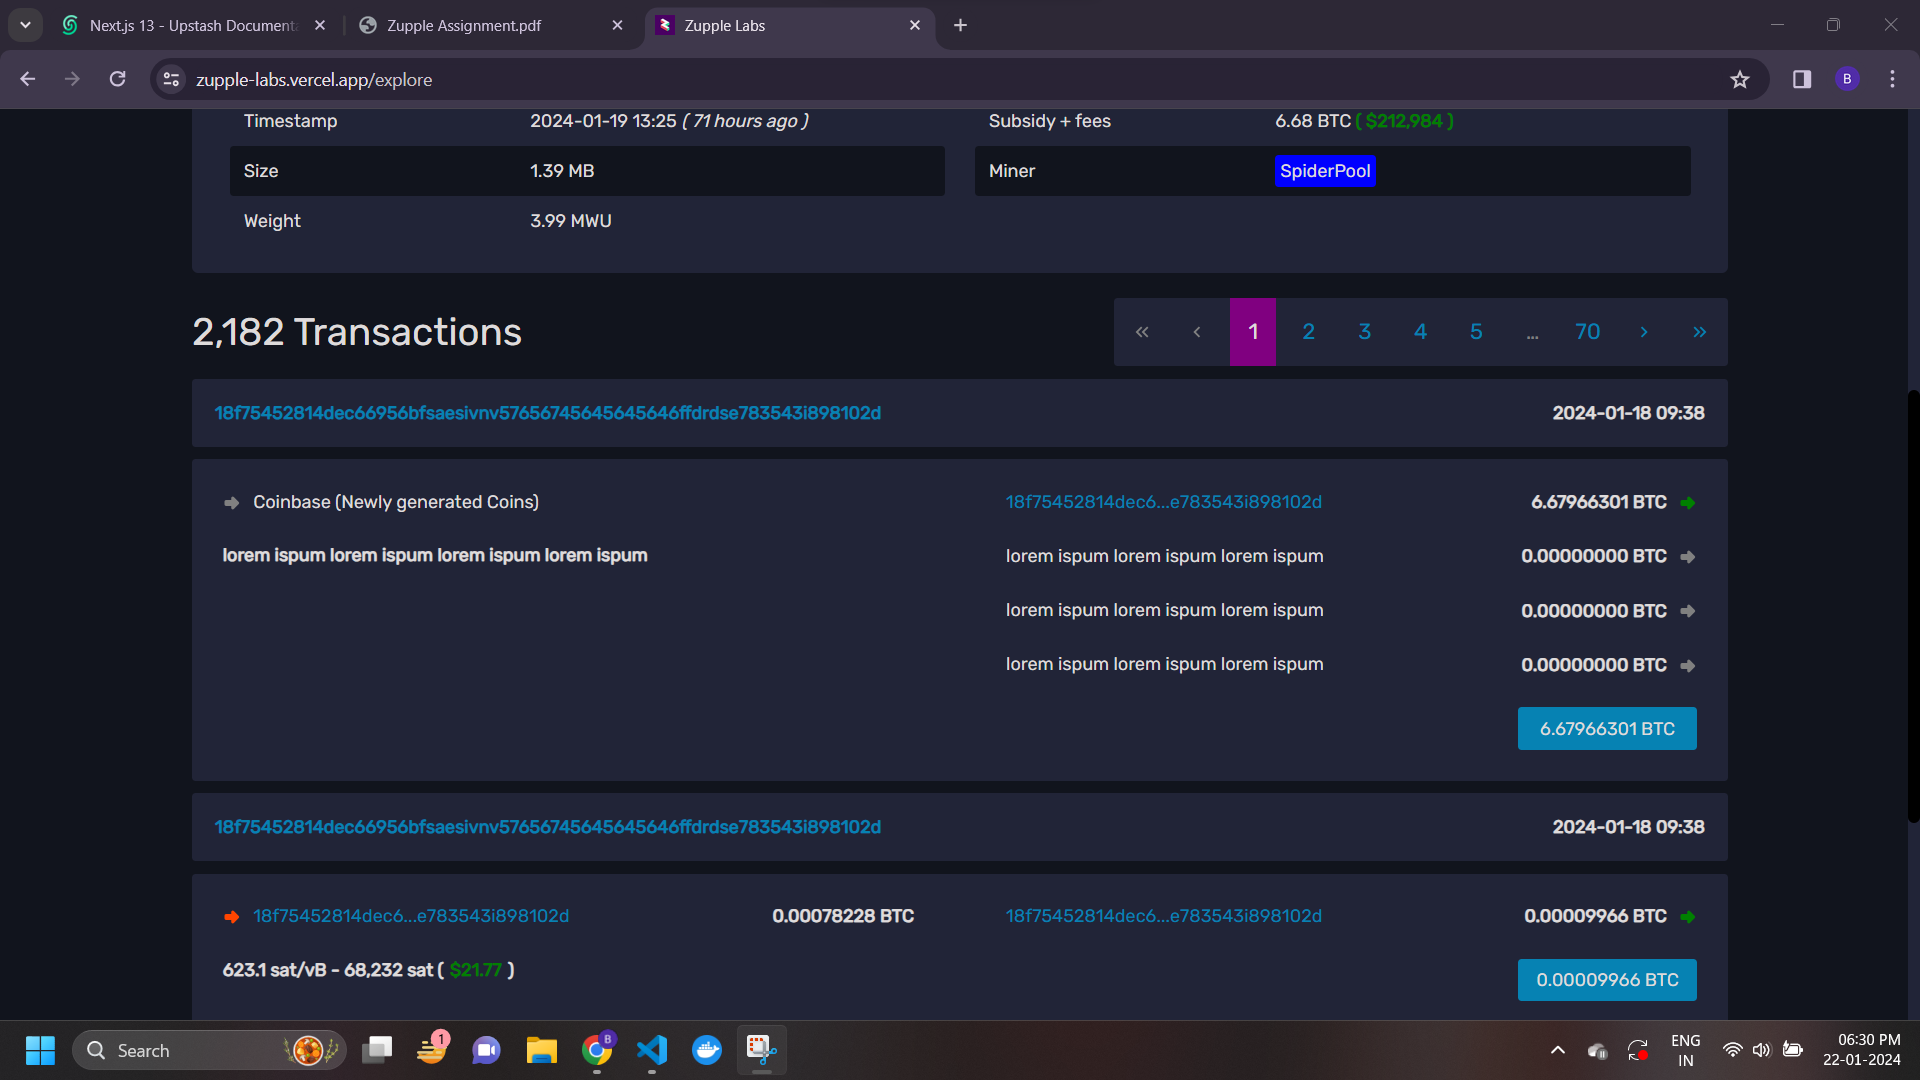 Next.js 13 - Upstash Documenta
Zupple Assignment.pdf
Zupple Labs
zupple-labs.vercel.app/explore
B
Timestamp 2024-01-19 13:25 ( 71 hours ago ) Subsidy + fees 6.68 BTC ( $212,984 )
Size 1.39 MB Miner SpiderPool
Weight 3.99 MWU
2,182 Transactions « ‹ 1 2 3 4 5 ... 70 › »
18f75452814dec66956bfsaesivnv57656745645645646ffdrdse783543i898102d 2024-01-18 09:38
Coinbase (Newly generated Coins) 18f75452814dec6...e783543i898102d 6.67966301 BTC
lorem ispum lorem ispum lorem ispum lorem ispum lorem ispum lorem ispum lorem ispum 0.00000000 BTC
lorem ispum lorem ispum lorem ispum 0.00000000 BTC
lorem ispum lorem ispum lorem ispum 0.00000000 BTC
6.67966301 BTC
18f75452814dec66956bfsaesivnv57656745645645646ffdrdse783543i898102d 2024-01-18 09:38
18f75452814dec6...e783543i898102d 0.00078228 BTC 18f75452814dec6...e783543i898102d 0.00009966 BTC
623.1 sat/vB - 68,232 sat ( $21.77 )
0.00009966 BTC
Search
1
B
ENG
IN
06:30 PM
22-01-2024